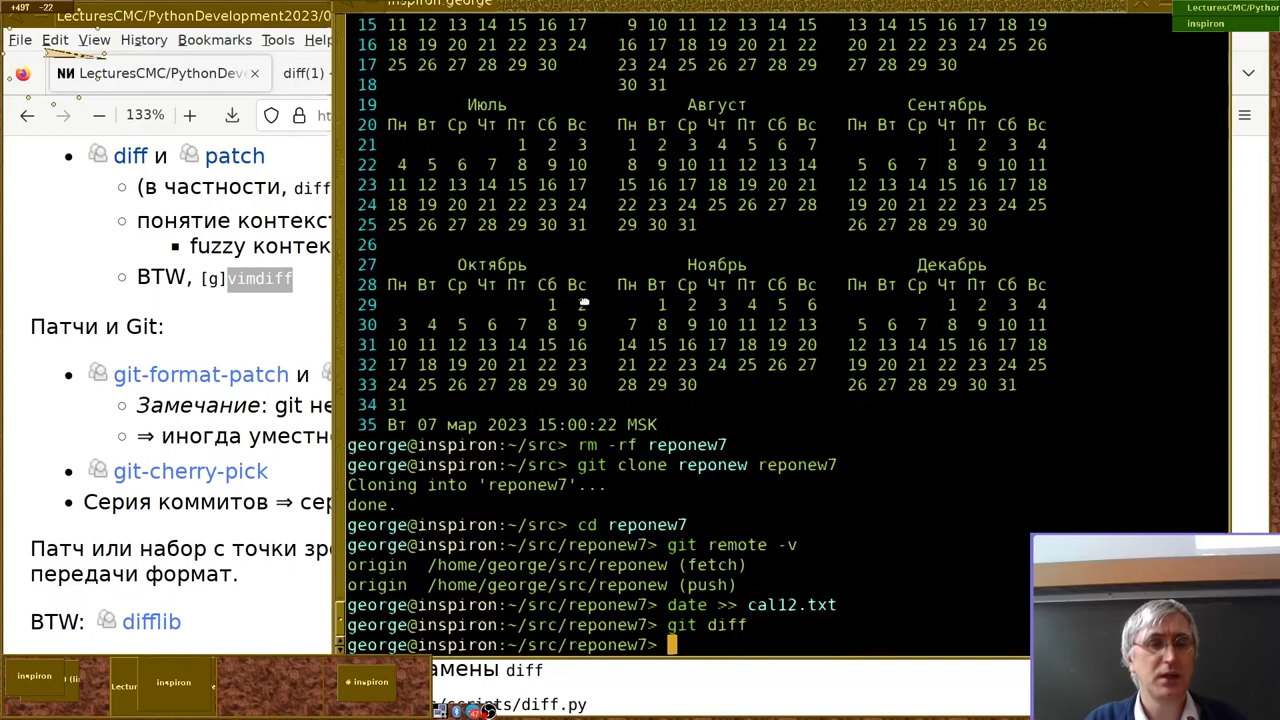 +49T -22
LecturesCMC/PythonDevelopment2023/0
File Edit View History Bookmarks Tools Help
LecturesCMC/PythonDeve
diff(1)
133%
diff и patch
(в частности, diff
понятие контекс
fuzzy контек
BTW, [g]vimdiff
Патчи и Git:
git-format-patch и
Замечание: git не
⇒ иногда уместн
git-cherry-pick
Серия коммитов ⇒ сер
Патч или набор с точки зр
передачи формат.
BTW: difflib
inspiron.george
15 11 12 13 14 15 16 17 9 10 11 12 13 14 15 13 14 15 16 17 18 19
16 18 19 20 21 22 23 24 16 17 18 19 20 21 22 20 21 22 23 24 25 26
17 25 26 27 28 29 30 23 24 25 26 27 28 29 27 28 29 30
18 30 31
19 Июль Август Сентябрь
20 Пн Вт Ср Чт Пт Сб Вс Пн Вт Ср Чт Пт Сб Вс Пн Вт Ср Чт Пт Сб Вс
21 1 2 3 1 2 3 4 5 6 7 1 2 3 4
22 4 5 6 7 8 9 10 8 9 10 11 12 13 14 5 6 7 8 9 10 11
23 11 12 13 14 15 16 17 15 16 17 18 19 20 21 12 13 14 15 16 17 18
24 18 19 20 21 22 23 24 22 23 24 25 26 27 28 19 20 21 22 23 24 25
25 25 26 27 28 29 30 31 29 30 31 26 27 28 29 30
26
27 Октябрь Ноябрь Декабрь
28 Пн Вт Ср Чт Пт Сб Вс Пн Вт Ср Чт Пт Сб Вс Пн Вт Ср Чт Пт Сб Вс
29 1 2 1 2 3 4 5 6 1 2 3 4
30 3 4 5 6 7 8 9 7 8 9 10 11 12 13 5 6 7 8 9 10 11
31 10 11 12 13 14 15 16 14 15 16 17 18 19 20 12 13 14 15 16 17 18
32 17 18 19 20 21 22 23 21 22 23 24 25 26 27 19 20 21 22 23 24 25
33 24 25 26 27 28 29 30 28 29 30 26 27 28 29 30 31
34 31
35 Вт 07 мар 2023 15:00:22 MSK
george@inspiron:~/src> rm -rf reponew7
george@inspiron:~/src> git clone reponew reponew7
Cloning into 'reponew7'...
done.
george@inspiron:~/src> cd reponew7
george@inspiron:~/src/reponew7> git remote -v
origin /home/george/src/reponew (fetch)
origin /home/george/src/reponew (push)
george@inspiron:~/src/reponew7> date >> cal12.txt
george@inspiron:~/src/reponew7> git diff
george@inspiron:~/src/reponew7>
амены diff
ripts/diff.py
LecturesCMC/PythonDeve
inspiron
inspiron
Lectur
inspiron
# inspiron